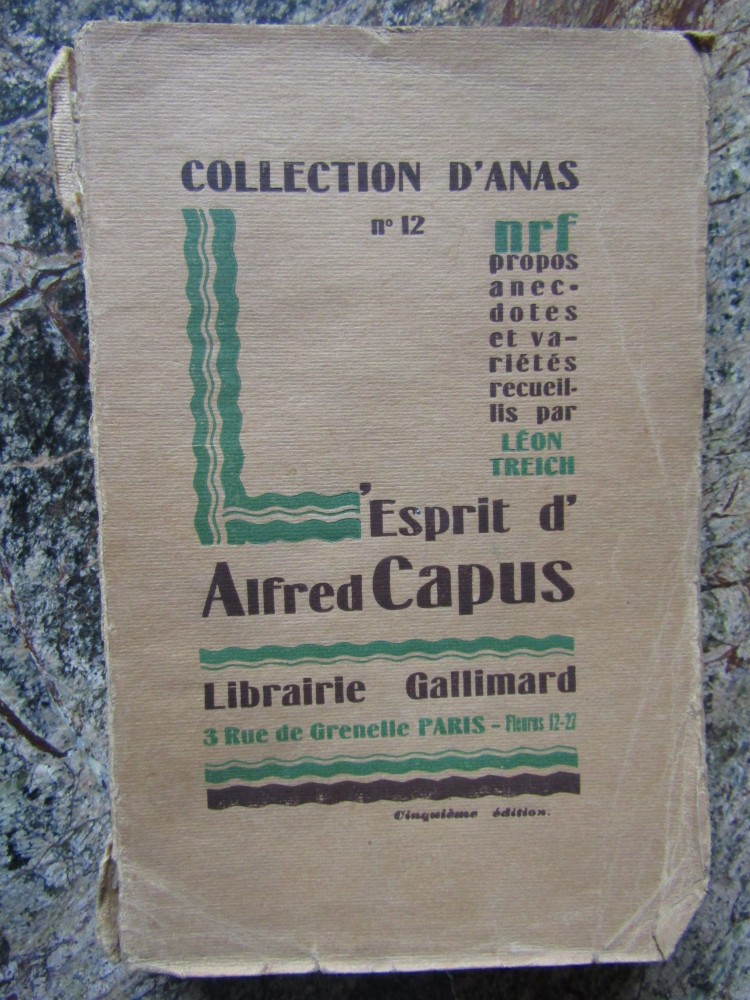 COLLECTION D'ANAS
nº 12
nrf
propos
anec-
dotes
et va-
riétés
recueil-
lis par
LÉON
TREICH
L'Esprit d'
Alfred Capus
Librairie Gallimard
3 Rue de Grenelle PARIS - Fleurus 12-27
Cinquième édition.